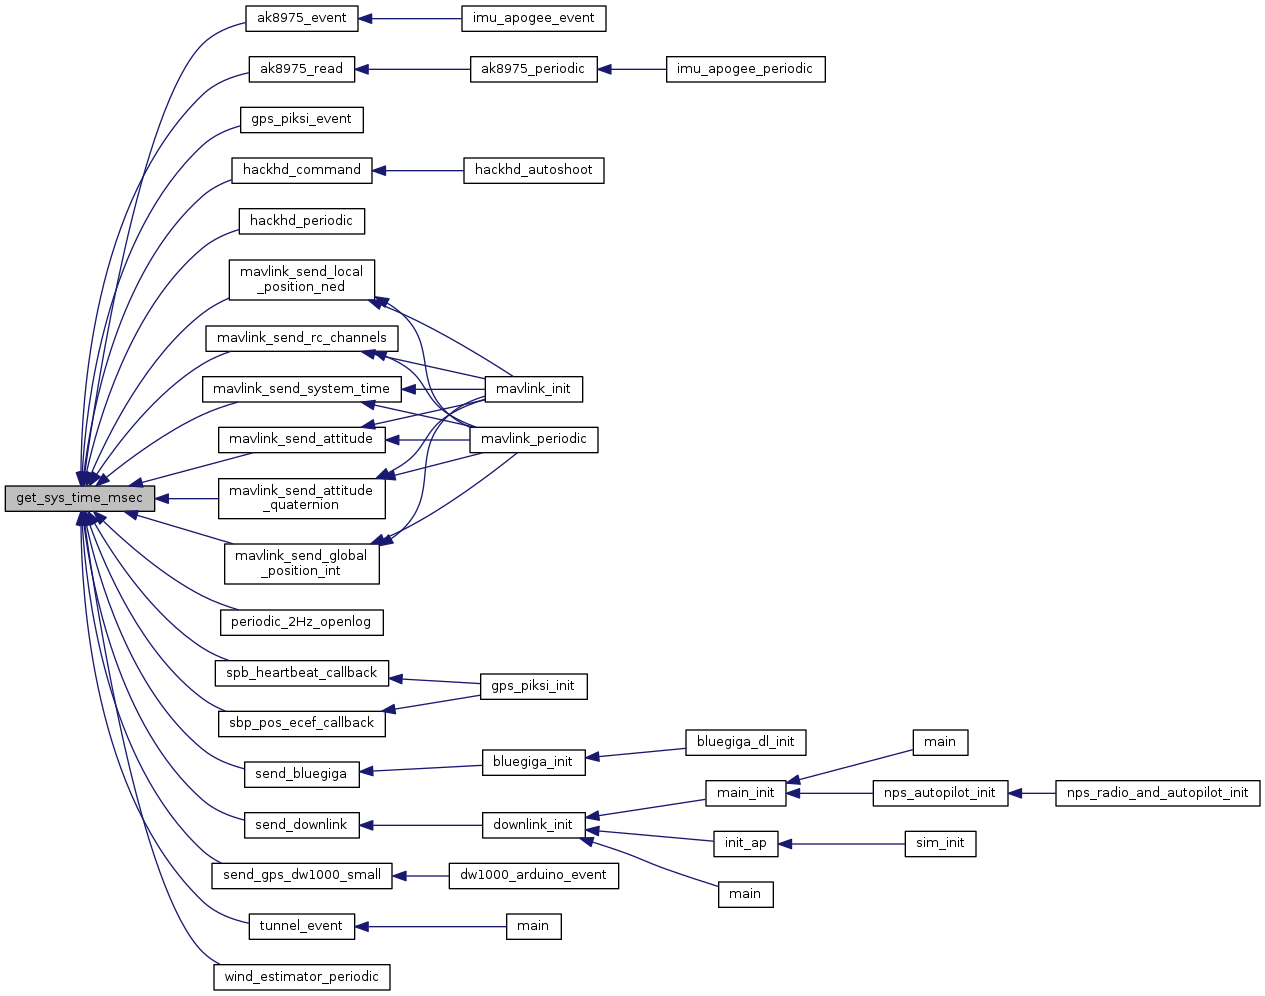 ak8975_event
imu_apogee_event
ak8975_read
ak8975_periodic
imu_apogee_periodic
gps_piksi_event
hackhd_command
hackhd_autoshoot
hackhd_periodic
mavlink_send_local
_position_ned
mavlink_send_rc_channels
mavlink_send_system_time
mavlink_init
mavlink_send_attitude
mavlink_periodic
get_sys_time_msec
mavlink_send_attitude
_quaternion
mavlink_send_global
_position_int
periodic_2Hz_openlog
spb_heartbeat_callback
gps_piksi_init
sbp_pos_ecef_callback
send_bluegiga
bluegiga_init
bluegiga_dl_init
main
main_init
nps_autopilot_init
nps_radio_and_autopilot_init
send_downlink
downlink_init
init_ap
sim_init
send_gps_dw1000_small
dw1000_arduino_event
main
tunnel_event
main
wind_estimator_periodic